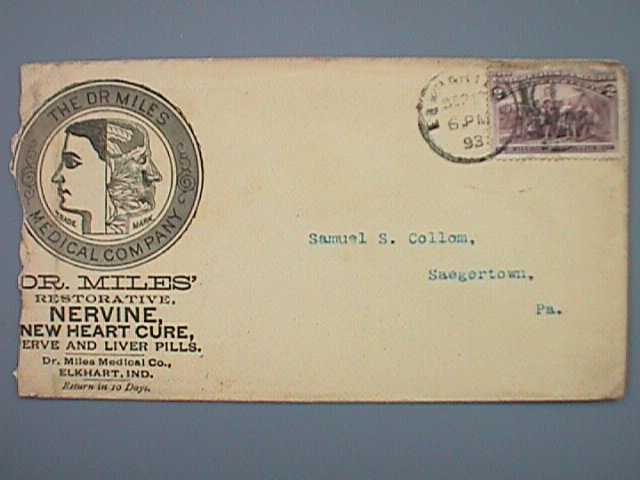 THE DR MILES
MEDICAL COMPANY
TRADE MARK
DR. MILES'
RESTORATIVE,
NERVINE,
NEW HEART CURE,
ERVE AND LIVER PILLS.
Dr. Miles Medical Co.,
ELKHART, IND.
Return in 10 Days.
6 PM
93
Samuel S. Collom,
Saegertown,
Pa.